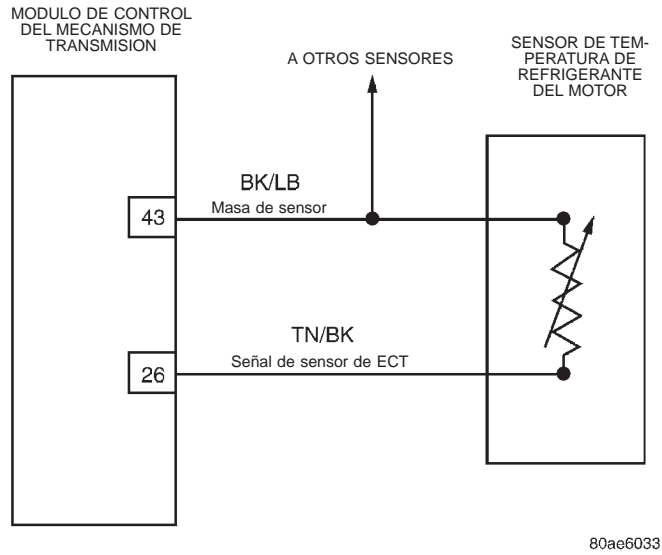 MODULO DE CONTROL
DEL MECANISMO DE
TRANSMISION
A OTROS SENSORES
SENSOR DE TEM-
PERATURA DE
REFRIGERANTE
DEL MOTOR
BK/LB
43
Masa de sensor
TN/BK
26
Señal de sensor de ECT
80ae6033